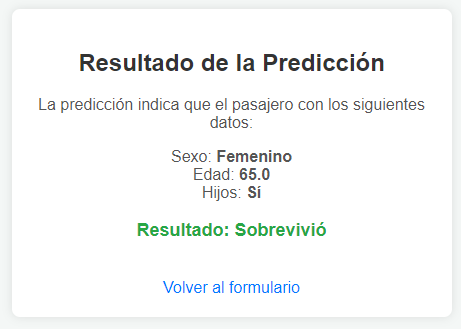 Resultado de la Predicción
La predicción indica que el pasajero con los siguientes
datos:
Sexo: Femenino
Edad: 65.0
Hijos: Sí
Resultado: Sobrevivió
Volver al formulario